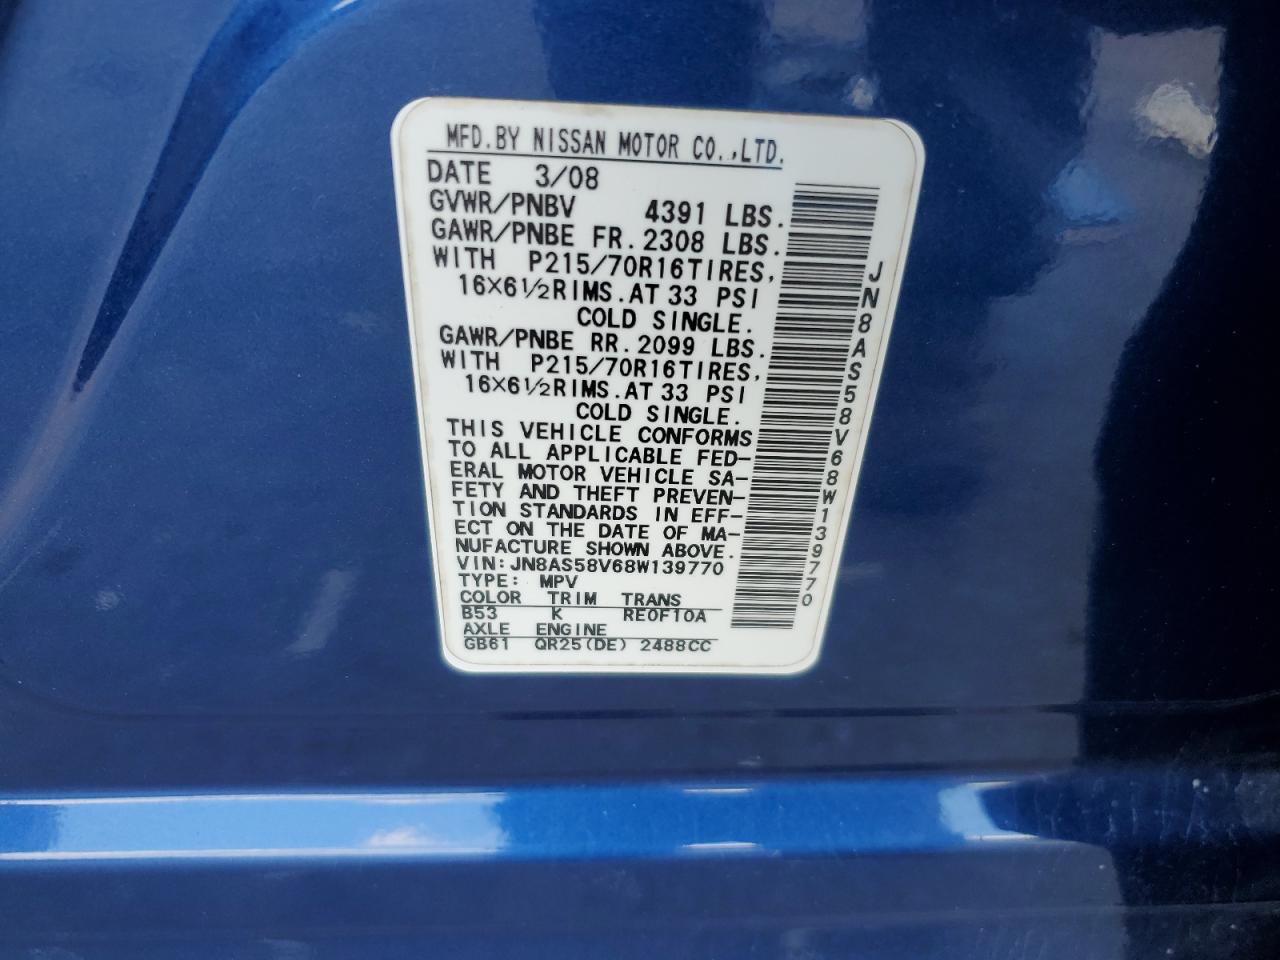 MFD.BY NISSAN MOTOR CO.,LTD.
DATE 3/08
GVWR/PNBV 4391 LBS.
GAWR/PNBE FR. 2308 LBS.
WITH P215/70R16TIRES,
16×6½RIMS.AT 33 PSI
COLD SINGLE.
GAWR/PNBE RR. 2099 LBS.
WITH P215/70R16TIRES,
16×6½RIMS.AT 33 PSI
COLD SINGLE.
THIS VEHICLE CONFORMS
TO ALL APPLICABLE FED-
ERAL MOTOR VEHICLE SA-
FETY AND THEFT PREVEN-
TION STANDARDS IN EFF-
ECT ON THE DATE OF MA-
NUFACTURE SHOWN ABOVE.
VIN: JN8AS58V68W139770
TYPE: MPV
COLOR TRIM TRANS
B53 K RE0F10A
AXLE ENGINE
GB61 QR25(DE) 2488CC
JN8AS58V68W139770